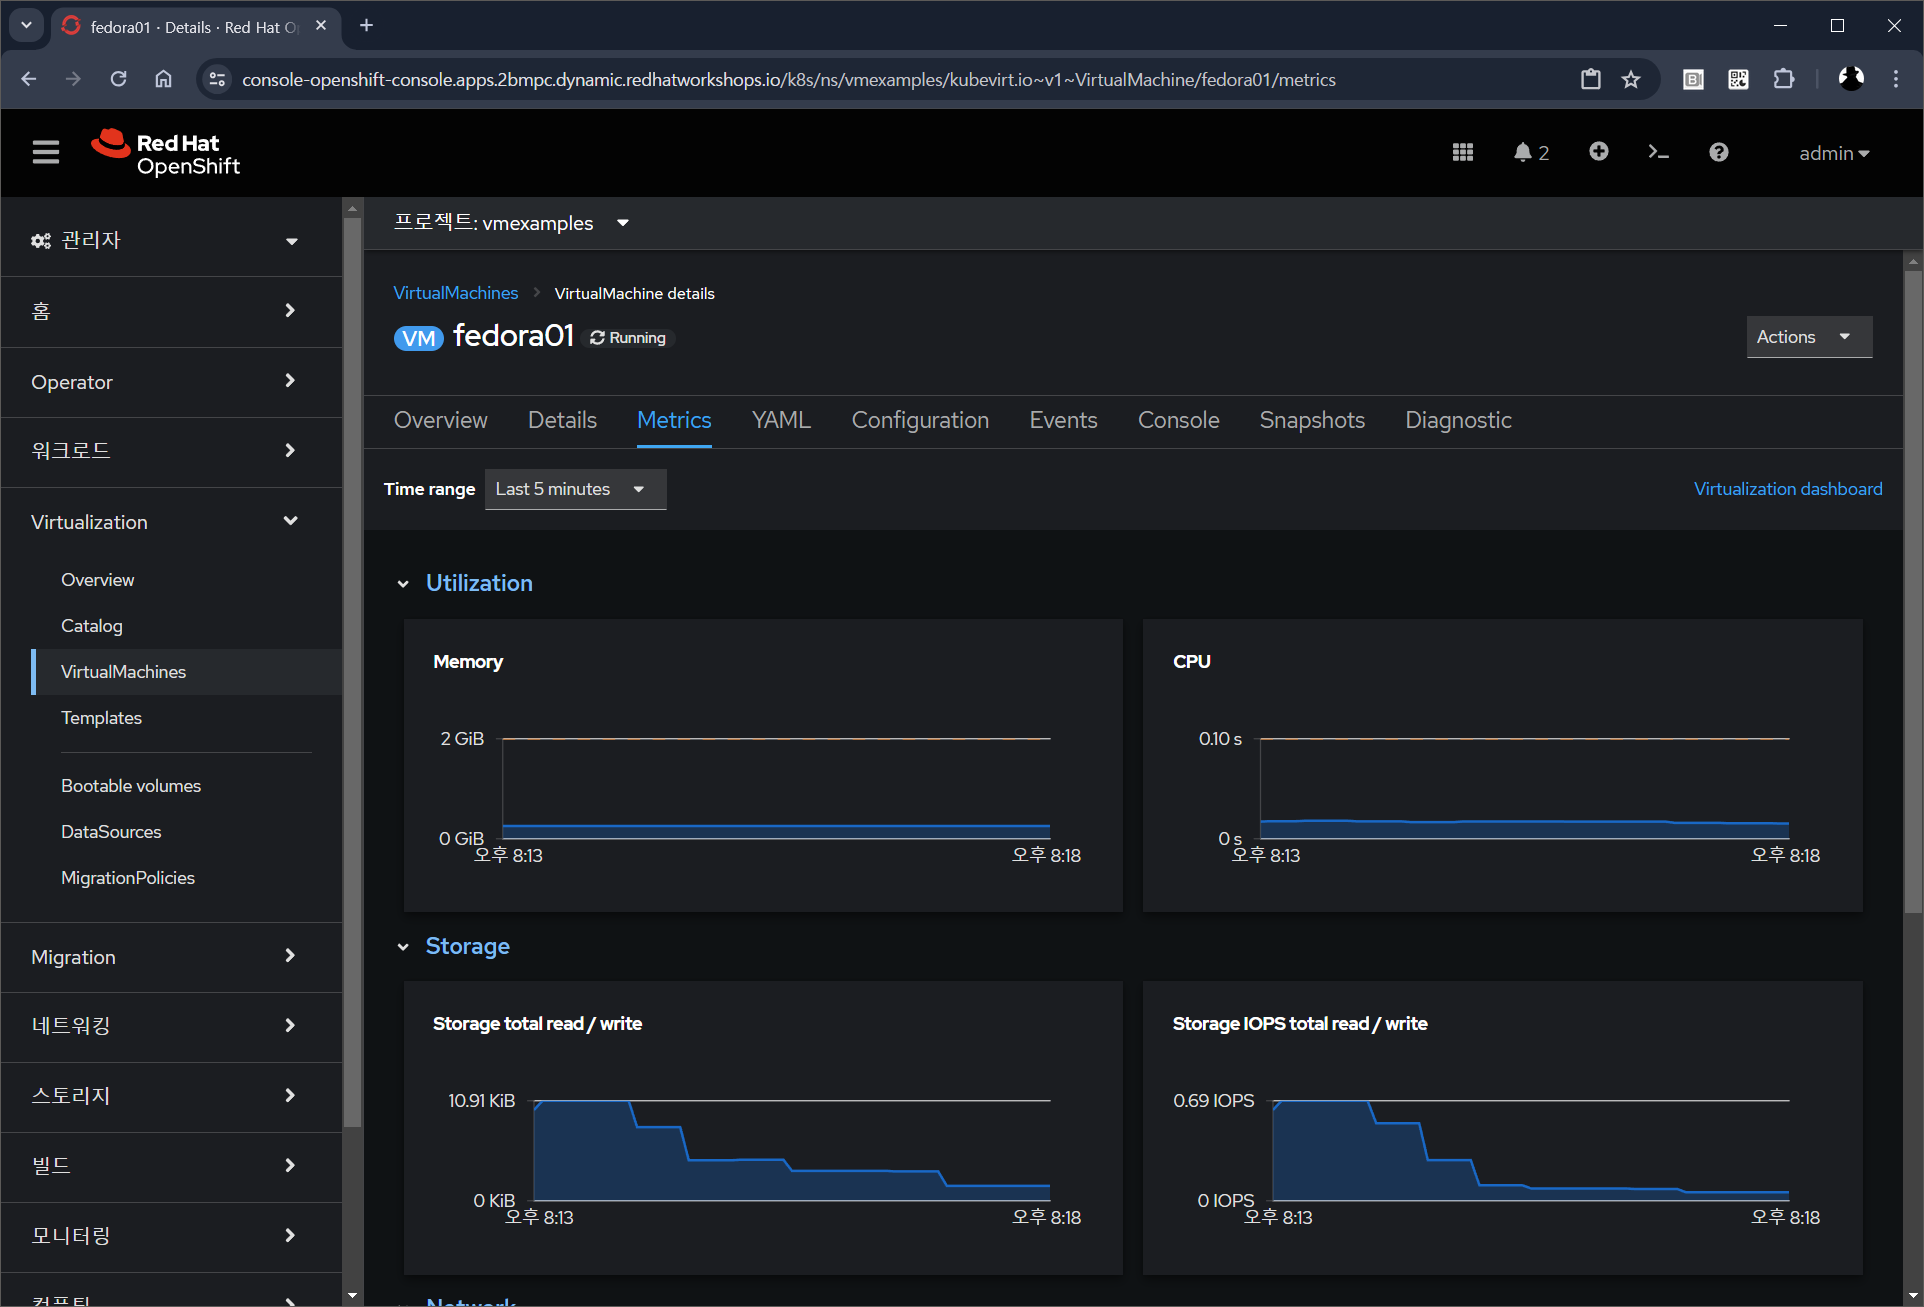 fedora01 · Details · Red Hat O
console-openshift-console.apps.2bmpc.dynamic.redhatworkshops.io/k8s/ns/vmexamples/kubevirt.io~v1~VirtualMachine/fedora01/metrics
Red Hat
OpenShift
2
admin
관리자
홈
Operator
워크로드
Virtualization
Overview
Catalog
VirtualMachines
Templates
Bootable volumes
DataSources
MigrationPolicies
Migration
네트워킹
스토리지
빌드
모니터링
컴퓨팅
프로젝트: vmexamples
VirtualMachines VirtualMachine details
VM fedora01 Running
Actions
Overview Details Metrics YAML Configuration Events Console Snapshots Diagnostic
Time range Last 5 minutes
Virtualization dashboard
Utilization
Memory
2 GiB
0 GiB
오후 8:13 오후 8:18
CPU
0.10 s
0 s
오후 8:13 오후 8:18
Storage
Storage total read / write
10.91 KiB
0 KiB
오후 8:13 오후 8:18
Storage IOPS total read / write
0.69 IOPS
0 IOPS
오후 8:13 오후 8:18
Network